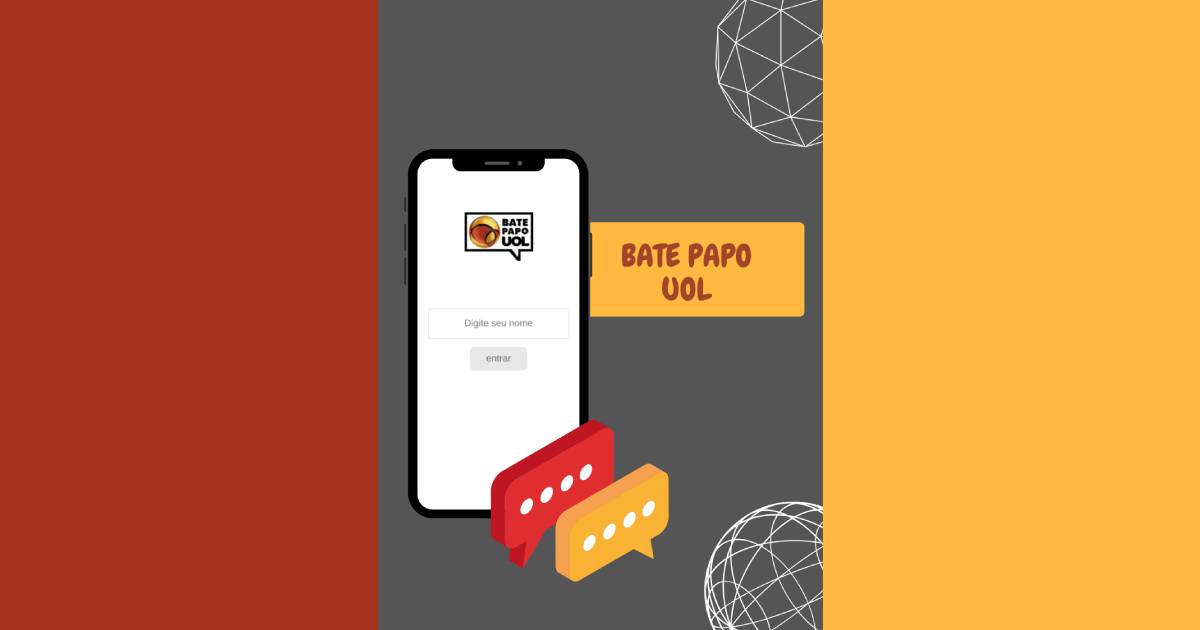 BATE
PAPO
UOL
Digite seu nome
entrar
BATE PAPO
UOL